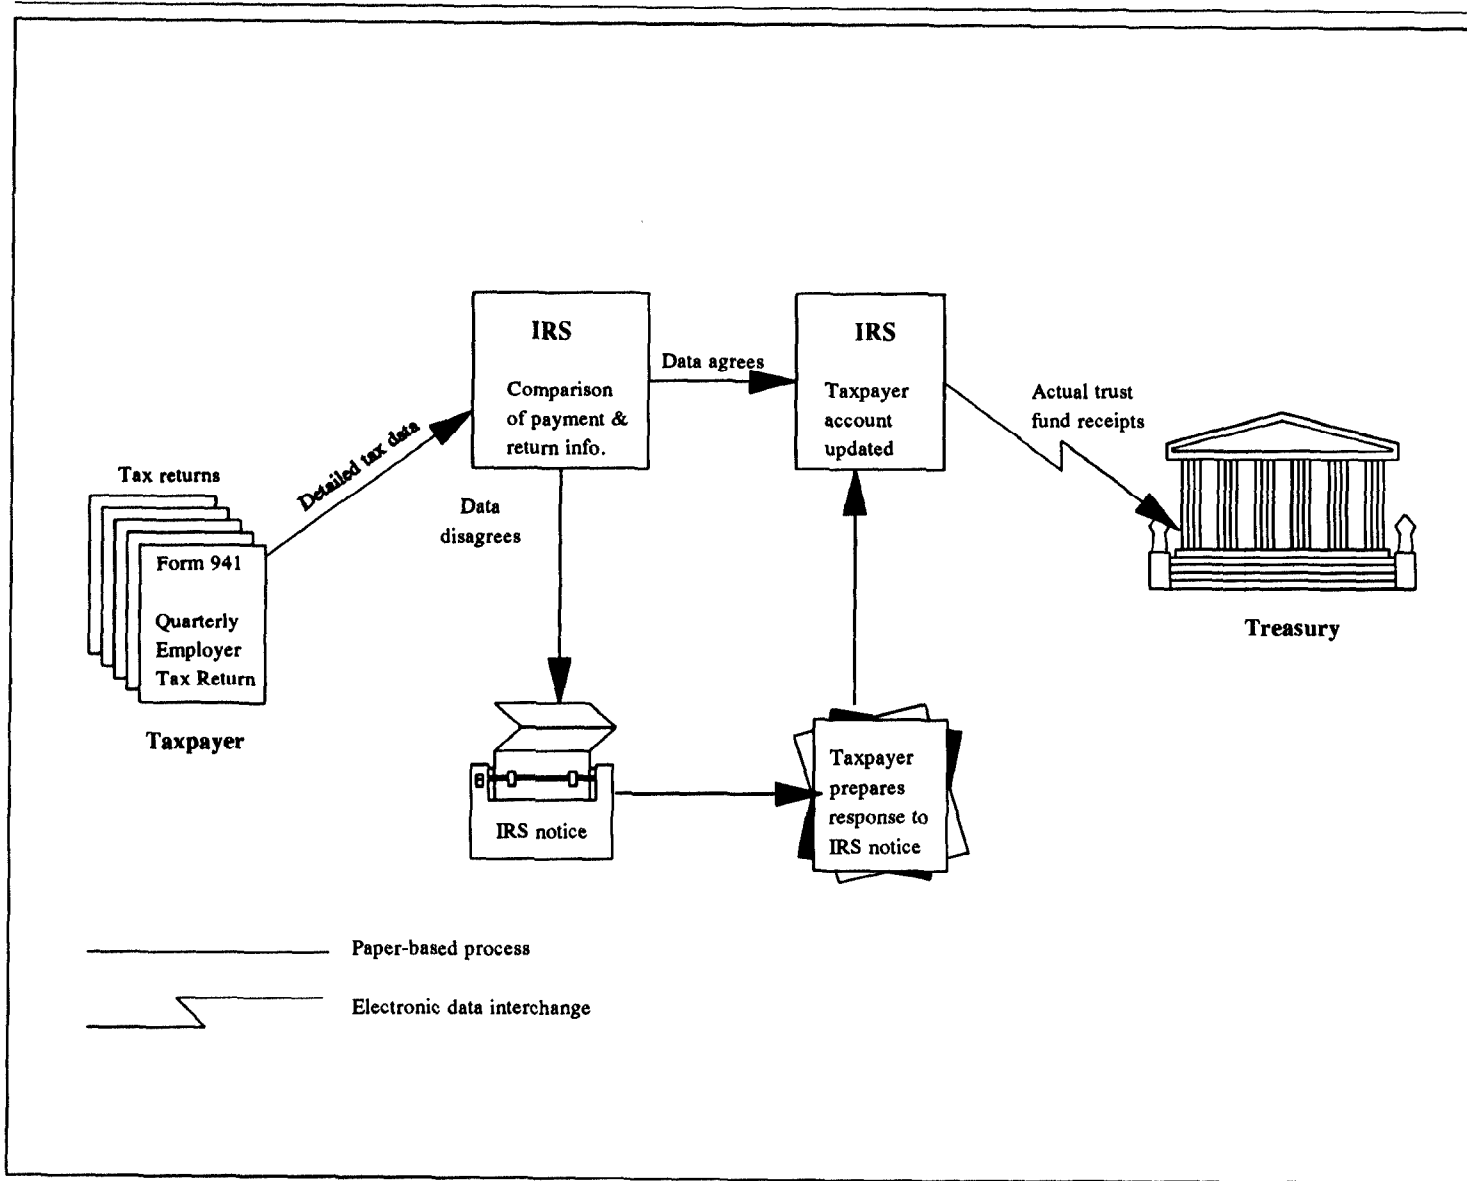 Tax returns
Form 941
Quarterly
Employer
Tax Return
Taxpayer
Detailed tax data
IRS
Comparison
of payment &
return info.
Data agrees
Data
disagrees
IRS notice
Taxpayer
prepares
response to
IRS notice
IRS
Taxpayer
account
updated
Actual trust
fund receipts
Treasury
Paper-based process
Electronic data interchange